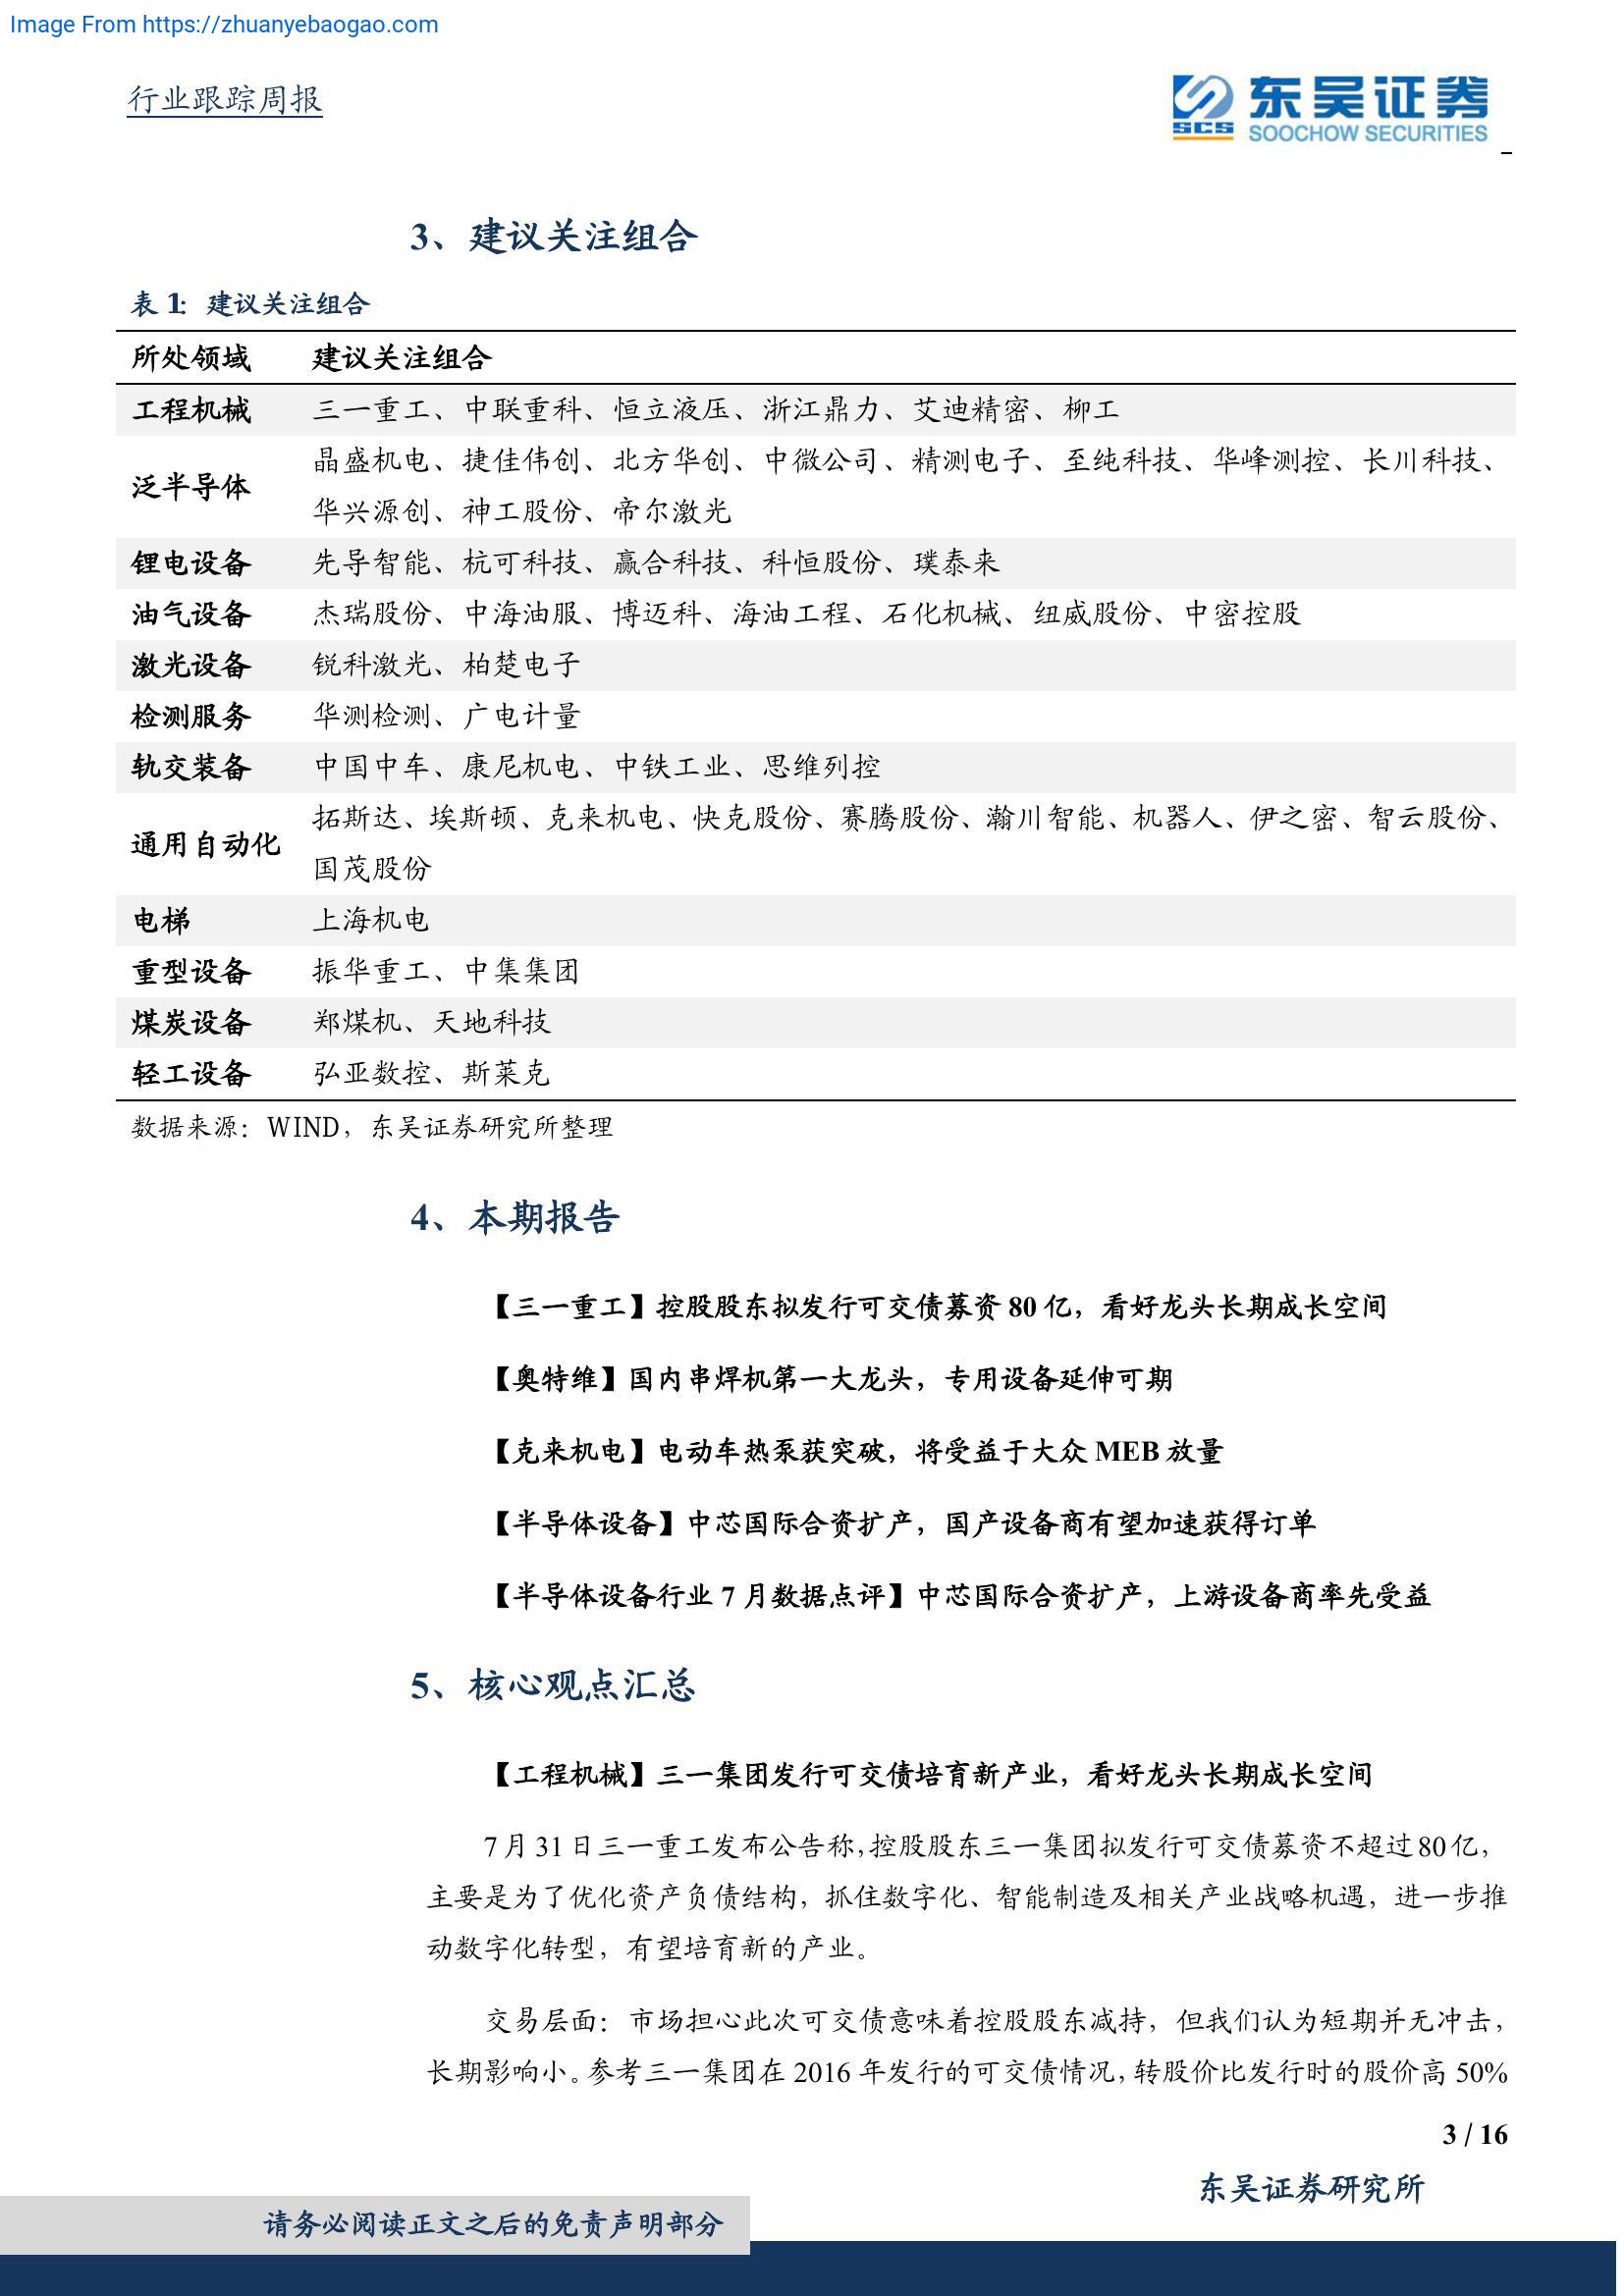 Image From https://zhuanyebaogao.com
行业跟踪周报
SCS
东吴证券
SOOCHOW SECURITIES
3、建议关注组合
表 1: 建议关注组合
所处领域 建议关注组合
工程机械 三一重工、中联重科、恒立液压、浙江鼎力、艾迪精密、柳工
泛半导体 晶盛机电、捷佳伟创、北方华创、中微公司、精测电子、至纯科技、华峰测控、长川科技、
华兴源创、神工股份、帝尔激光
锂电设备 先导智能、杭可科技、赢合科技、科恒股份、璞泰来
油气设备 杰瑞股份、中海油服、博迈科、海油工程、石化机械、纽威股份、中密控股
激光设备 锐科激光、柏楚电子
检测服务 华测检测、广电计量
轨交装备 中国中车、康尼机电、中铁工业、思维列控
通用自动化 拓斯达、埃斯顿、克来机电、快克股份、赛腾股份、瀚川智能、机器人、伊之密、智云股份、
国茂股份
电梯 上海机电
重型设备 振华重工、中集集团
煤炭设备 郑煤机、天地科技
轻工设备 弘亚数控、斯莱克
数据来源：WIND，东吴证券研究所整理
4、本期报告
【三一重工】控股股东拟发行可交债募资 80 亿，看好龙头长期成长空间
【奥特维】国内串焊机第一大龙头，专用设备延伸可期
【克来机电】电动车热泵获突破，将受益于大众 MEB 放量
【半导体设备】中芯国际合资扩产，国产设备商有望加速获得订单
【半导体设备行业 7 月数据点评】中芯国际合资扩产，上游设备商率先受益
5、核心观点汇总
【工程机械】三一集团发行可交债培育新产业，看好龙头长期成长空间
7 月 31 日三一重工发布公告称，控股股东三一集团拟发行可交债募资不超过 80 亿，
主要是为了优化资产负债结构，抓住数字化、智能制造及相关产业战略机遇，进一步推
动数字化转型，有望培育新的产业。
交易层面：市场担心此次可交债意味着控股股东减持，但我们认为短期并无冲击，
长期影响小。参考三一集团在 2016 年发行的可交债情况，转股价比发行时的股价高 50%
3 / 16
东吴证券研究所
请务必阅读正文之后的免责声明部分